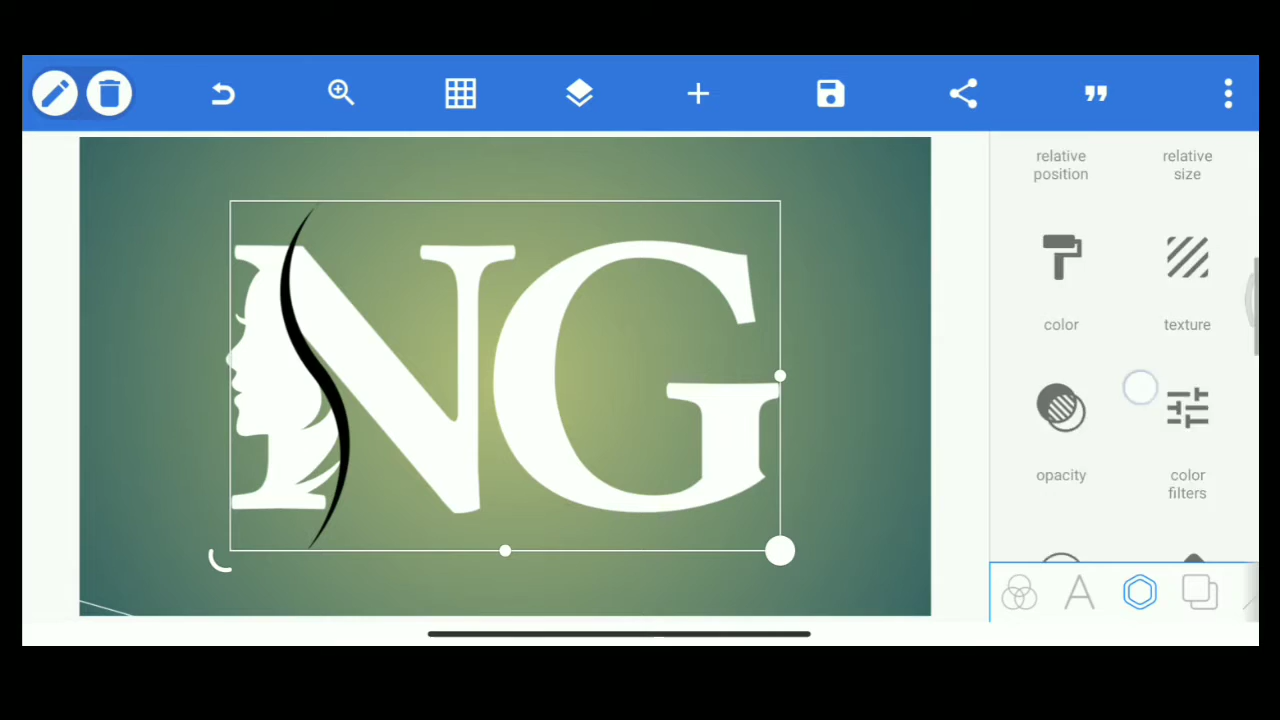 relative
position
relative
size
NG
color
texture
opacity
color
filters
A